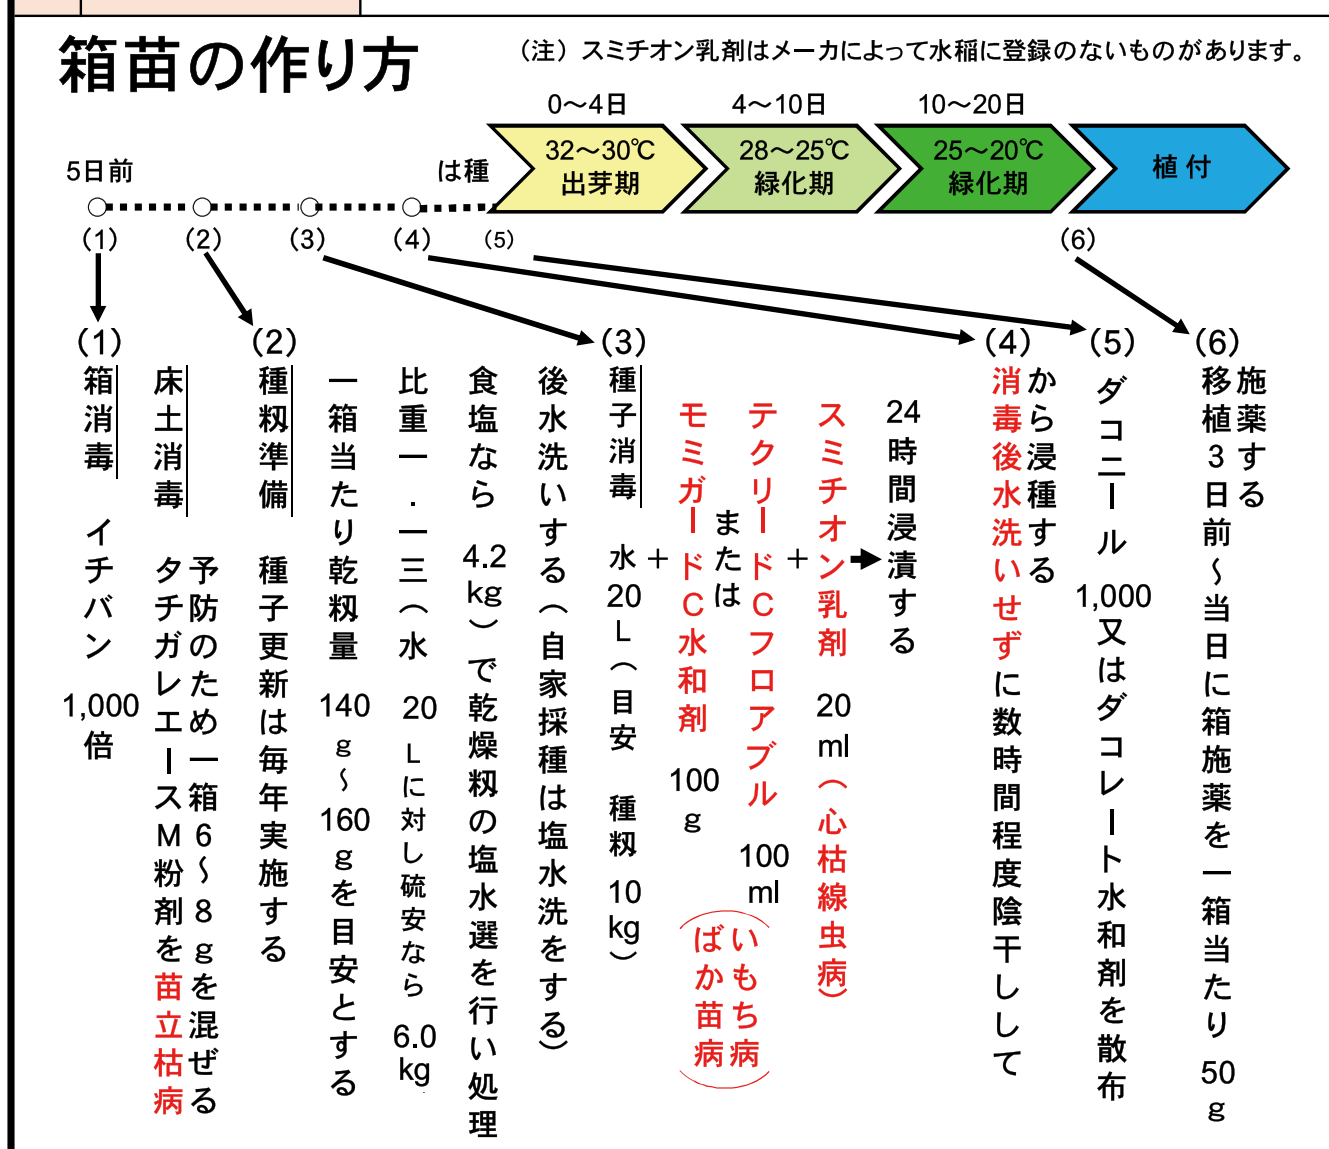 箱苗の作り方
（注）スミチオン乳剤はメーカによって水稲に登録のないものがあります。
0～4日
4～10日
10～20日
32～30℃
出芽期
28～25℃
緑化期
25～20℃
緑化期
植付
5日前
は種
(1)
(2)
(3)
(4)
(5)
(6)
(1)
箱消毒　イチバン　1,000倍
床土消毒　タチガレエースM粉剤を苗立枯病
予防のため一箱6～8gを混ぜる
(2)
種籾準備　種子更新は毎年実施する
一箱当たり乾籾量　140g～160gを目安とする
比重一.一三（水　20Lに対し硫安なら　6.0kg
食塩なら　4.2kg）で乾燥籾の塩水選を行い処理
後水洗いする（自家採種は塩水洗をする）
(3)
種子消毒　水20L（目安　種籾　10kg）
＋
モミガードC水和剤　100g
または
テクリードCフロアブル　100ml
（いもち病
ばか苗病）
＋
スミチオン乳剤　20ml（心枯線虫病）
24時間浸漬する
(4)
消毒後水洗いせずに数時間程度陰干しして
から浸種する
(5)
ダコニール　1,000又はダコレート水和剤を散布
(6)
移植3日前～当日に箱施薬を一箱当たり　50g
施薬する